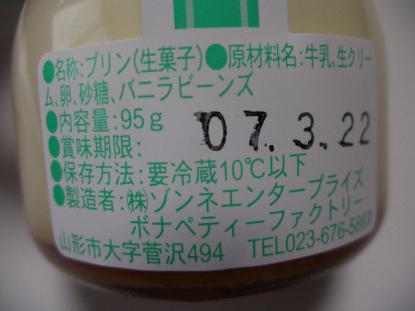 ●名称:プリン(生菓子)●原材料名:牛乳、生クリー
ム、卵、砂糖、バニラビーンズ
●内容量:95g
●賞味期限: 07.3.22
●保存方法:要冷蔵10℃以下
●製造者:㈱ゾンネエンタープライズ
ボナペティーファクトリー
山形市大字菅沢494 TEL023-676-5862